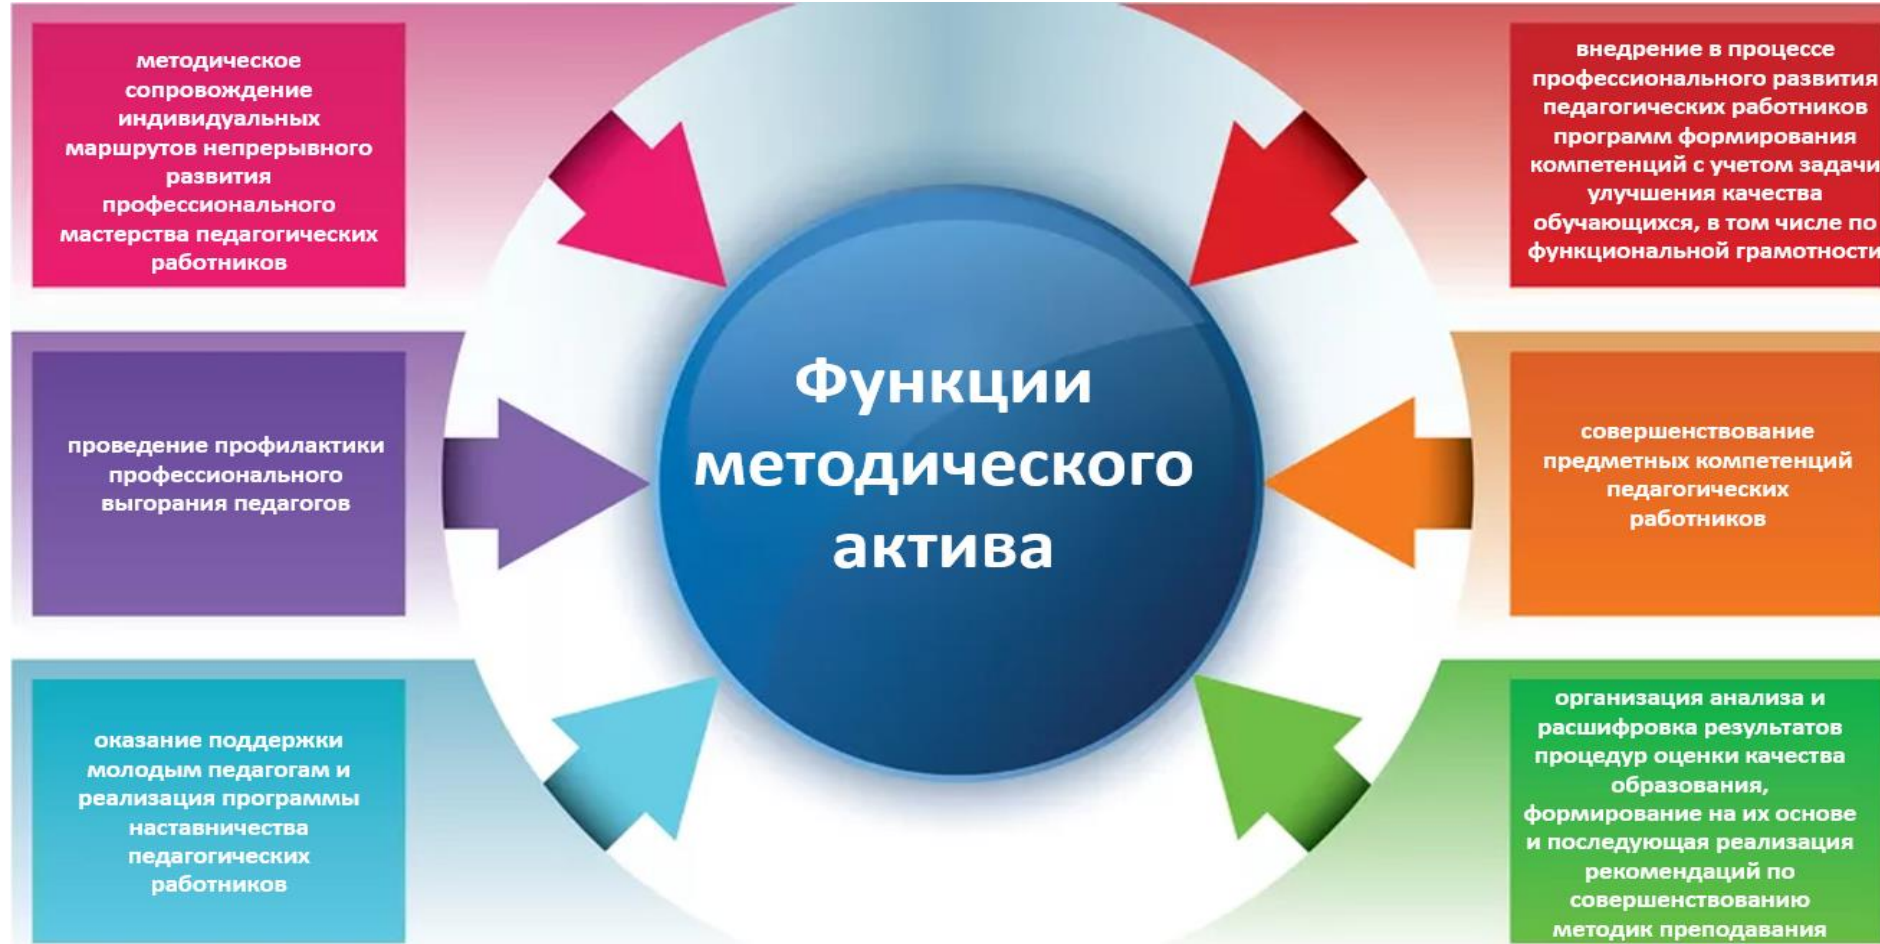 методическое
сопровождение
индивидуальных
маршрутов непрерывного
развития
профессионального
мастерства педагогических
работников
проведение профилактики
профессионального
выгорания педагогов
оказание поддержки
молодым педагогам и
реализация программы
наставничества
педагогических
работников
Функции
методического
актива
внедрение в процессе
профессионального развития
педагогических работников
программ формирования
компетенций с учетом задачи
улучшения качества
обучающихся, в том числе по
функциональной грамотности
совершенствование
предметных компетенций
педагогических
работников
организация анализа и
расшифровка результатов
процедур оценки качества
образования,
формирование на их основе
и последующая реализация
рекомендаций по
совершенствованию
методик преподавания